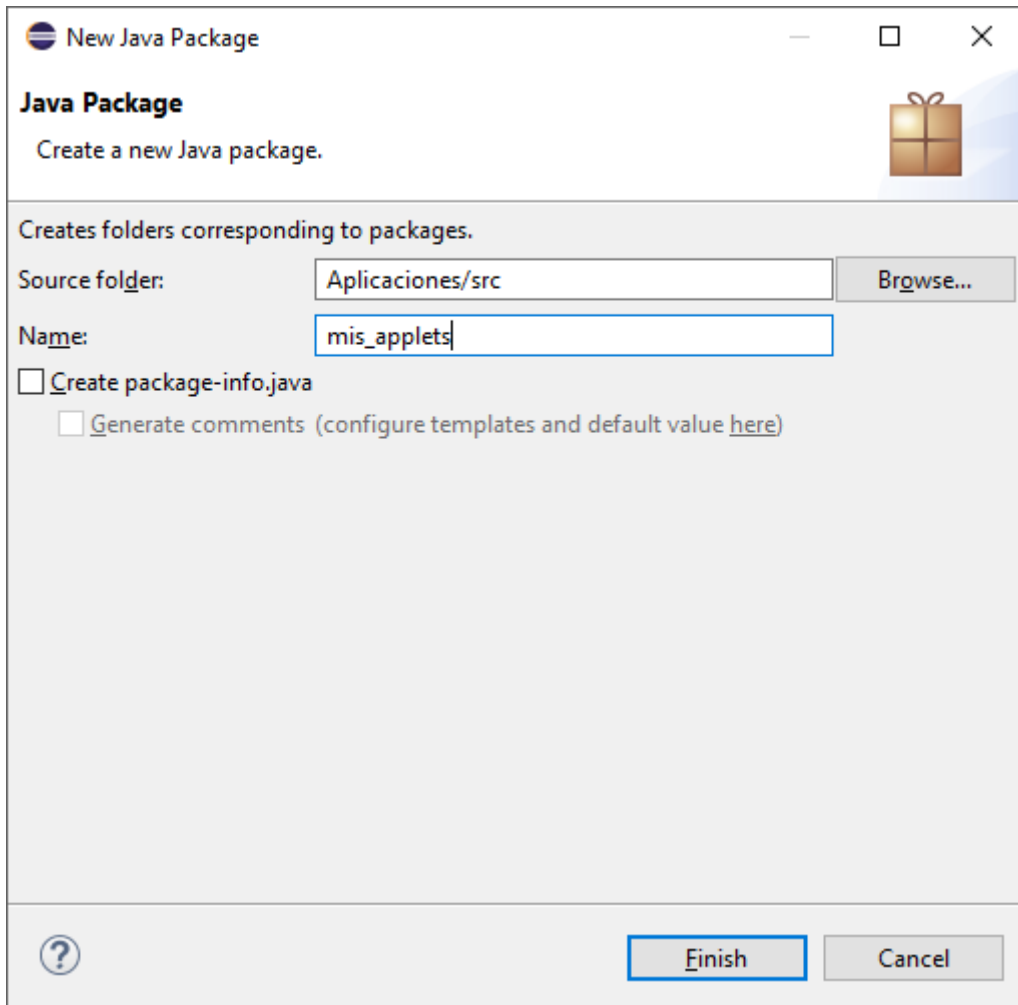 New Java Package
Java Package
Create a new Java package.
Creates folders corresponding to packages.
Source folder: Aplicaciones/src Browse...
Name: mis_applets
Create package-info.java
Generate comments (configure templates and default value here)
? Finish Cancel